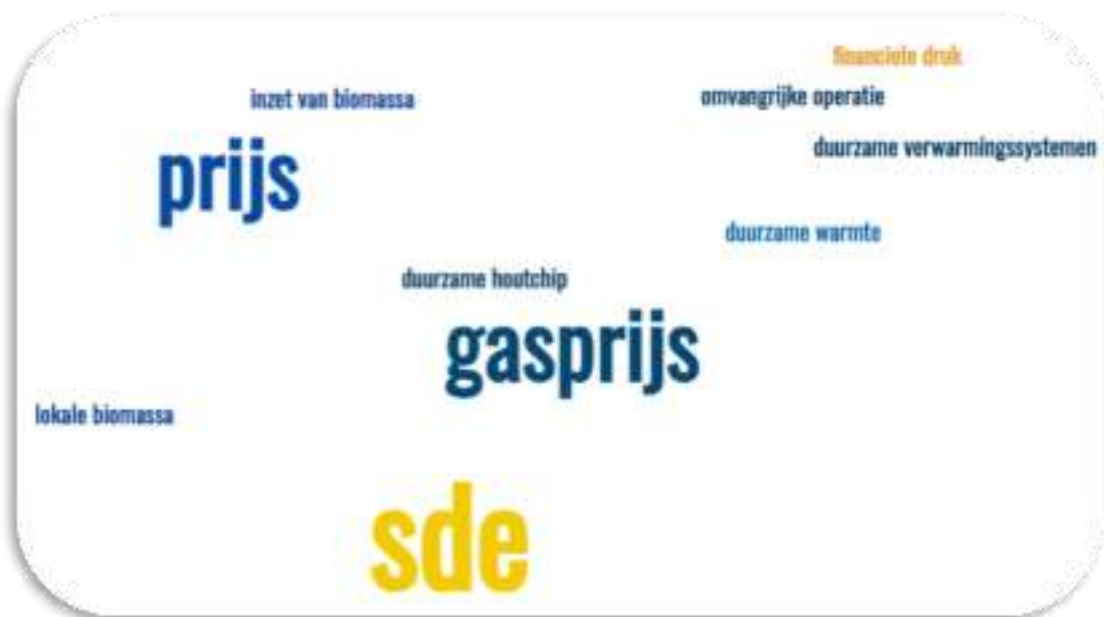 financiele druk
inzet van biomassa
omvangrijke operatie
prijs
duurzame verwarmingssystemen
duurzame warmte
duurzame houtchip
gasprijs
lokale biomassa
sde